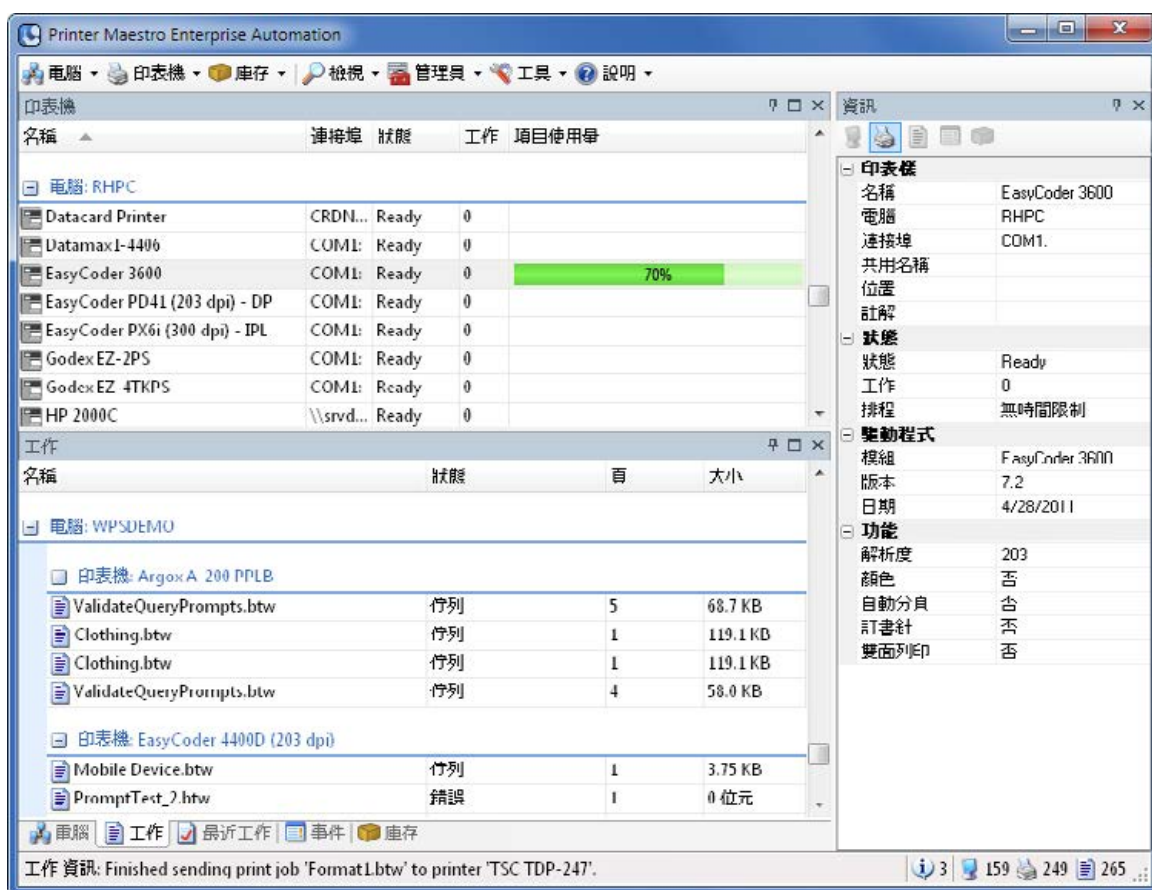 Printer Maestro Enterprise Automation
電腦 印表機 庫存 檢視 管理員 工具 說明
印表機
名稱 連接埠 狀態 工作 項目使用量
電腦: RHPC
Datacard Printer CRDN... Ready 0
DatamaxI-4406 COM1: Ready 0
EasyCoder 3600 COM1: Ready 0 70%
EasyCoder PD41 (203 dpi) - DP COM1: Ready 0
EasyCoder PX6i (300 dpi) - IPL COM1: Ready 0
Godex EZ-2PS COM1: Ready 0
Godex EZ 4TKPS COM1: Ready 0
HP 2000C \\srvd... Ready 0
工作
名稱 狀態 頁 大小
電腦: WPSDEMO
印表機: Argox A 200 PPLB
ValidateQueryPrompts.btw 佇列 5 68.7 KB
Clothing.btw 佇列 1 119.1 KB
Clothing.btw 佇列 1 119.1 KB
ValidateQueryPrompts.btw 佇列 4 58.0 KB
印表機: EasyCoder 4400D (203 dpi)
Mobile Device.btw 佇列 1 3.75 KB
PromptTest_2.btw 錯誤 1 0 位元
電腦 工作 最近工作 事件 庫存
資訊
印表機
名稱 EasyCoder 3600
電腦 RHPC
連接埠 COM1.
共用名稱
位置
註解
狀態
狀態 Ready
工作 0
排程 無時間限制
驅動程式
模組 EasyCoder 3600
版本 7.2
日期 4/28/2011
功能
解析度 203
顏色 否
自動分頁 否
訂書針 否
雙面列印 否
工作 資訊: Finished sending print job 'Format1.btw' to printer 'TSC TDP-247'.
3 159 249 265